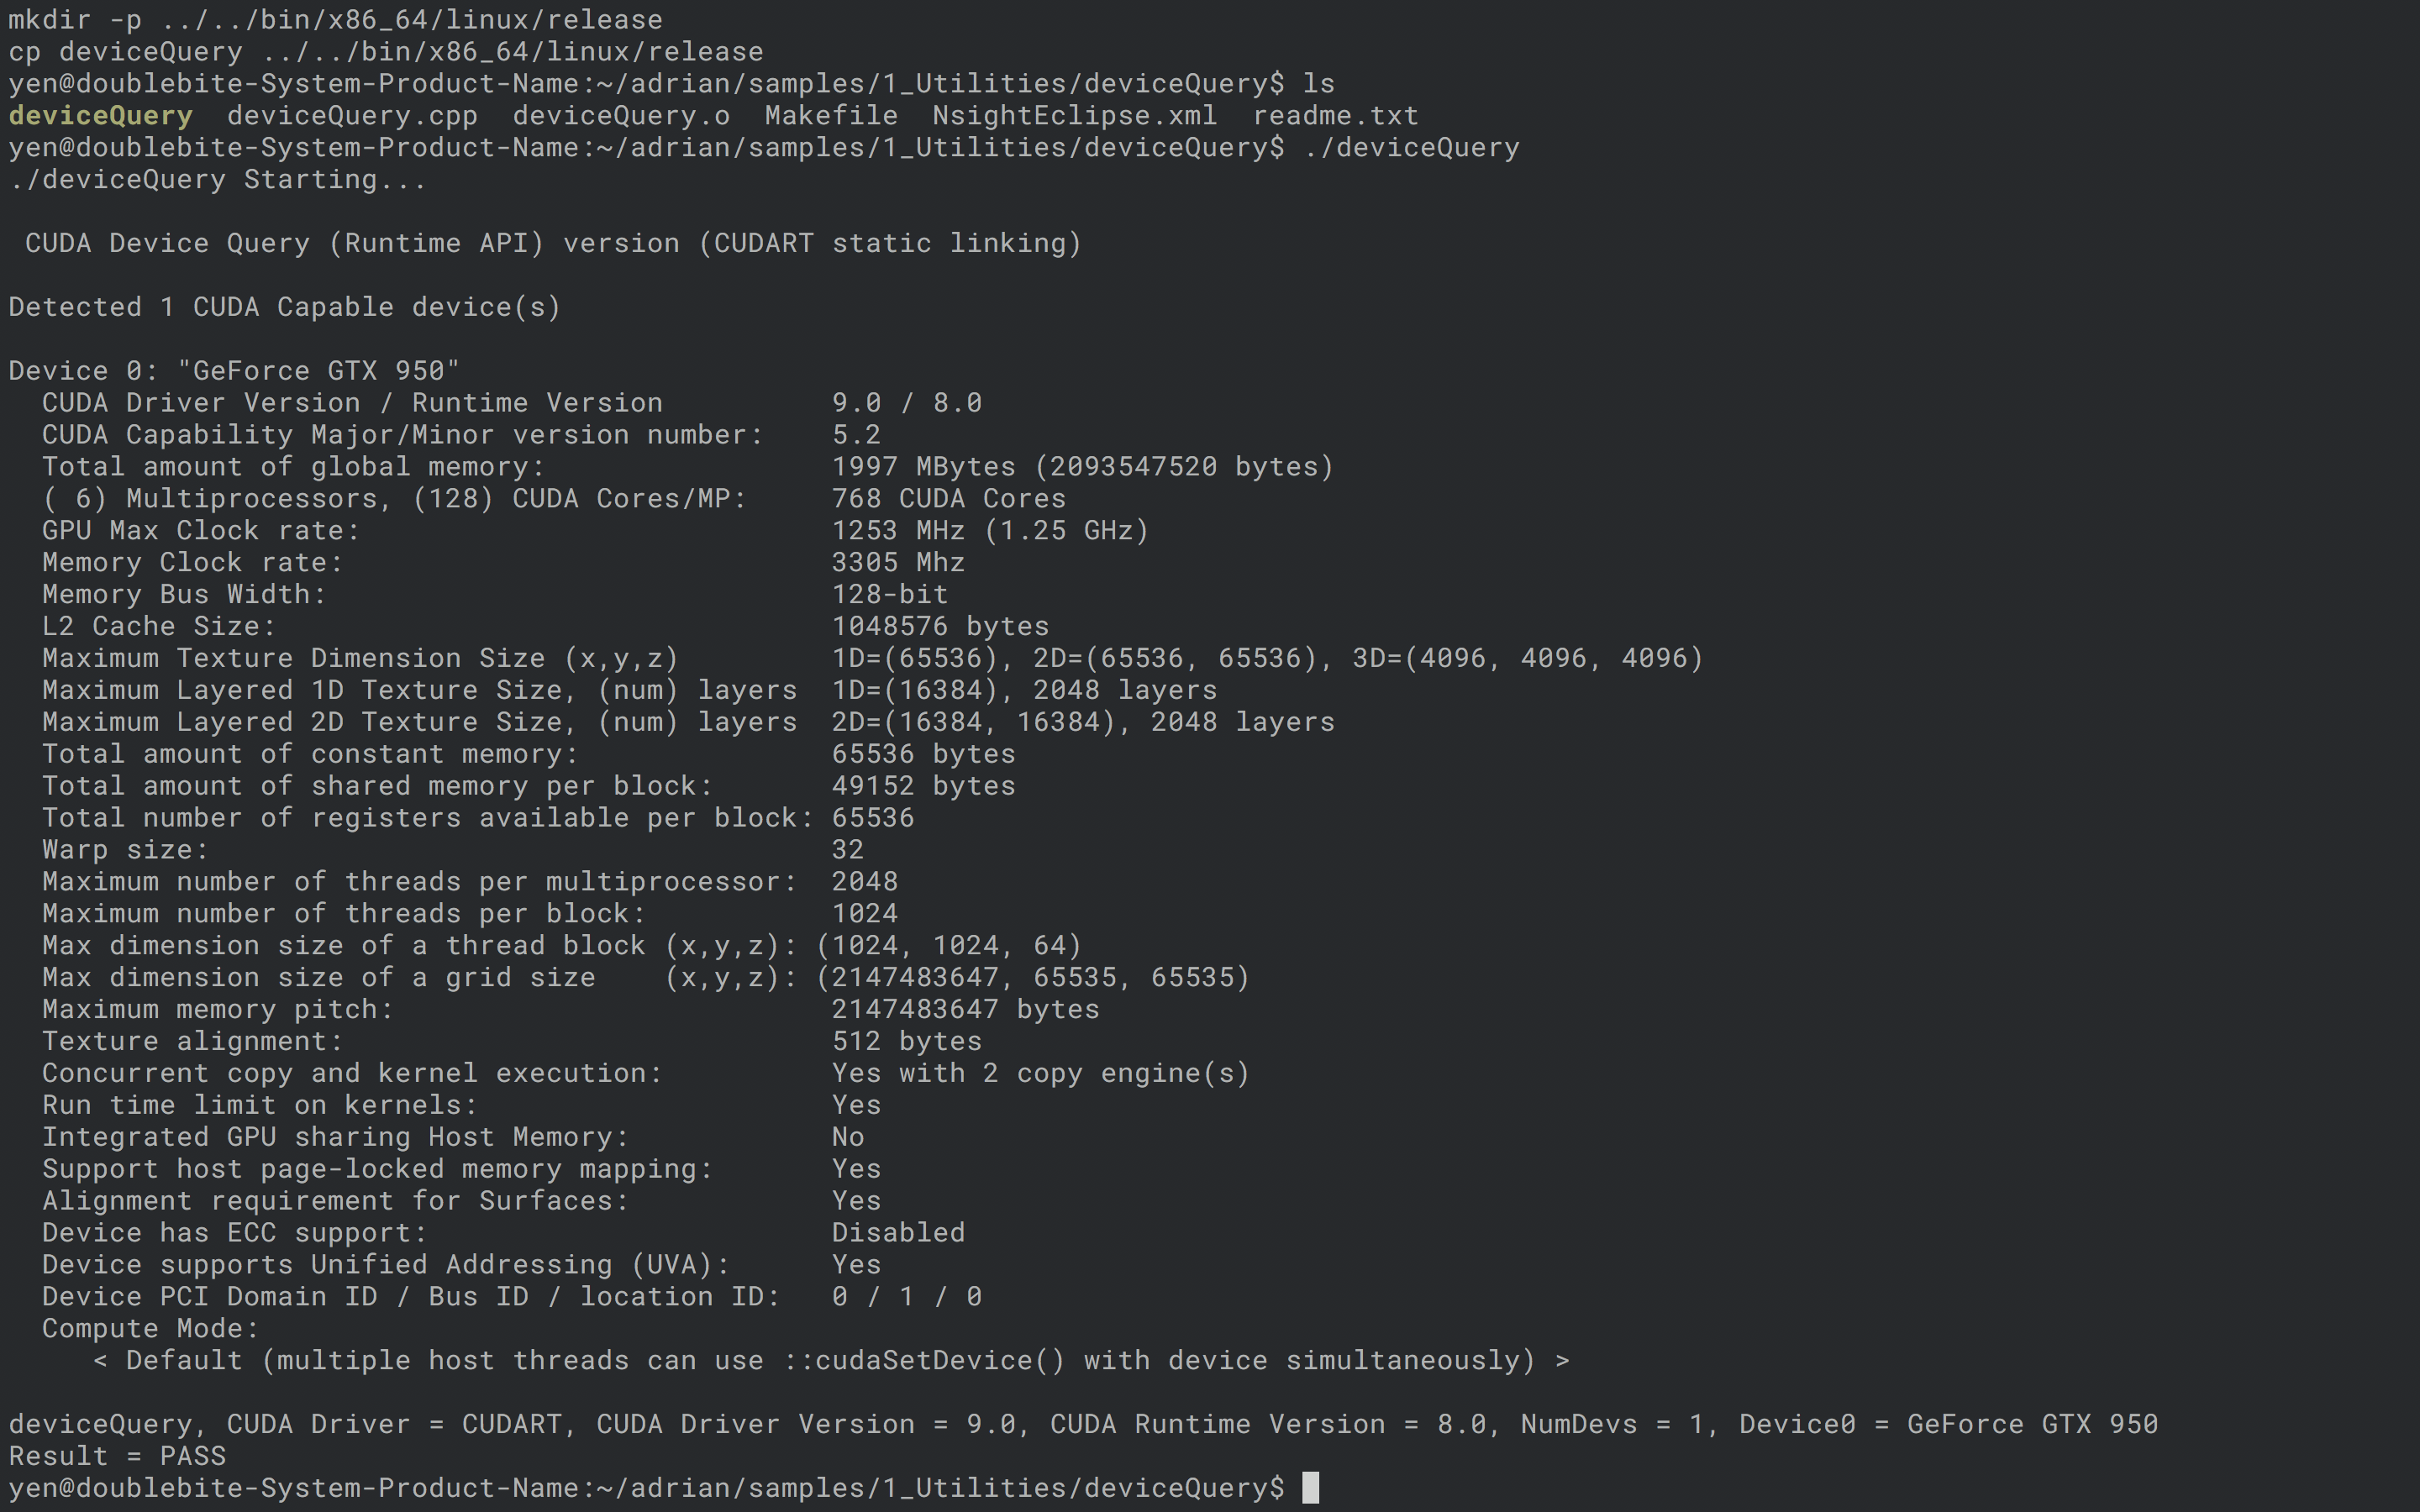 mkdir -p ../../bin/x86_64/linux/release
cp deviceQuery ../../bin/x86_64/linux/release
yen@doublebite-System-Product-Name:~/adrian/samples/1_Utilities/deviceQuery$ ls
deviceQuery  deviceQuery.cpp  deviceQuery.o  Makefile  NsightEclipse.xml  readme.txt
yen@doublebite-System-Product-Name:~/adrian/samples/1_Utilities/deviceQuery$ ./deviceQuery
./deviceQuery Starting...
 CUDA Device Query (Runtime API) version (CUDART static linking)
Detected 1 CUDA Capable device(s)
Device 0: "GeForce GTX 950"
  CUDA Driver Version / Runtime Version          9.0 / 8.0
  CUDA Capability Major/Minor version number:    5.2
  Total amount of global memory:                 1997 MBytes (2093547520 bytes)
  ( 6) Multiprocessors, (128) CUDA Cores/MP:     768 CUDA Cores
  GPU Max Clock rate:                            1253 MHz (1.25 GHz)
  Memory Clock rate:                             3305 Mhz
  Memory Bus Width:                              128-bit
  L2 Cache Size:                                 1048576 bytes
  Maximum Texture Dimension Size (x,y,z)         1D=(65536), 2D=(65536, 65536), 3D=(4096, 4096, 4096)
  Maximum Layered 1D Texture Size, (num) layers  1D=(16384), 2048 layers
  Maximum Layered 2D Texture Size, (num) layers  2D=(16384, 16384), 2048 layers
  Total amount of constant memory:               65536 bytes
  Total amount of shared memory per block:       49152 bytes
  Total number of registers available per block: 65536
  Warp size:                                     32
  Maximum number of threads per multiprocessor:  2048
  Maximum number of threads per block:           1024
  Max dimension size of a thread block (x,y,z): (1024, 1024, 64)
  Max dimension size of a grid size    (x,y,z): (2147483647, 65535, 65535)
  Maximum memory pitch:                          2147483647 bytes
  Texture alignment:                             512 bytes
  Concurrent copy and kernel execution:          Yes with 2 copy engine(s)
  Run time limit on kernels:                     Yes
  Integrated GPU sharing Host Memory:            No
  Support host page-locked memory mapping:       Yes
  Alignment requirement for Surfaces:            Yes
  Device has ECC support:                        Disabled
  Device supports Unified Addressing (UVA):      Yes
  Device PCI Domain ID / Bus ID / location ID:   0 / 1 / 0
  Compute Mode:
     < Default (multiple host threads can use ::cudaSetDevice() with device simultaneously) >
deviceQuery, CUDA Driver = CUDART, CUDA Driver Version = 9.0, CUDA Runtime Version = 8.0, NumDevs = 1, Device0 = GeForce GTX 950
Result = PASS
yen@doublebite-System-Product-Name:~/adrian/samples/1_Utilities/deviceQuery$